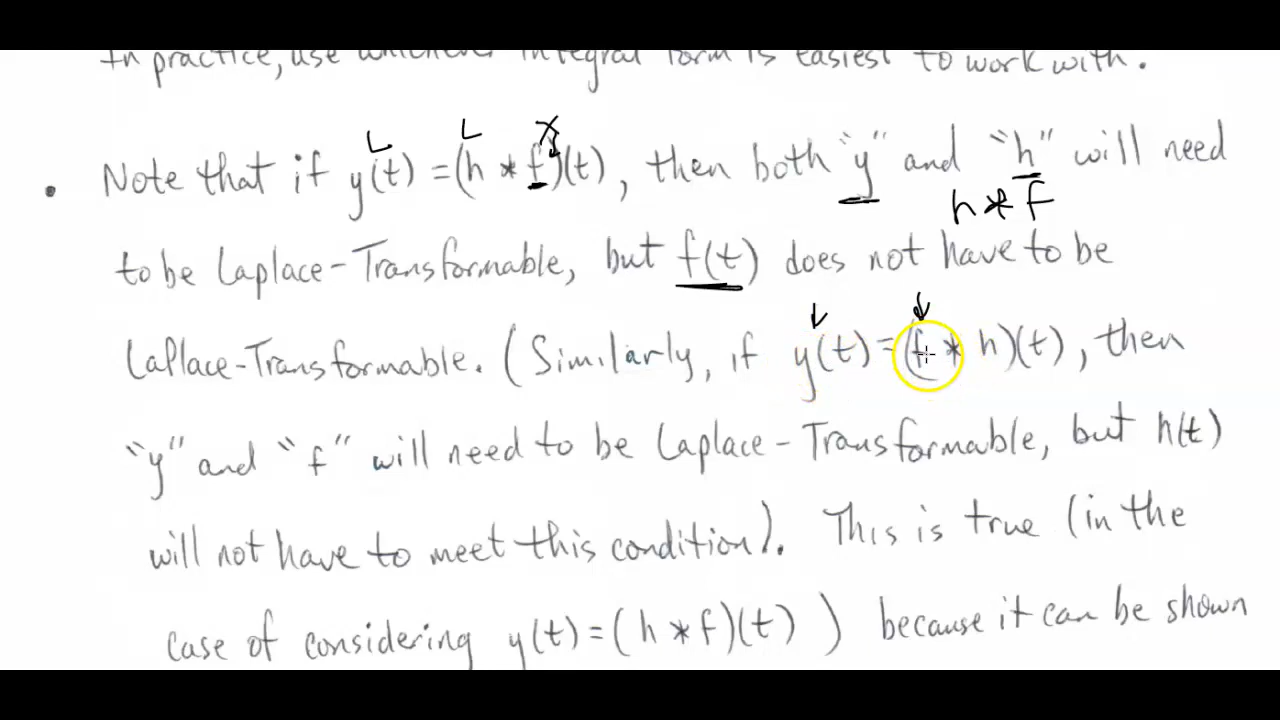 In practice, use whichever integral form is easiest to work with.
L L X
• Note that if y(t) = (h * f)(t), then both "y" and "h" will need
h * f
to be Laplace-Transformable, but f(t) does not have to be
Laplace-Transformable. (Similarly, if y(t) = (f * h)(t), then
"y" and "f" will need to be Laplace-Transformable, but h(t)
will not have to meet this condition). This is true (in the
case of considering y(t) = (h * f)(t) ) because it can be shown